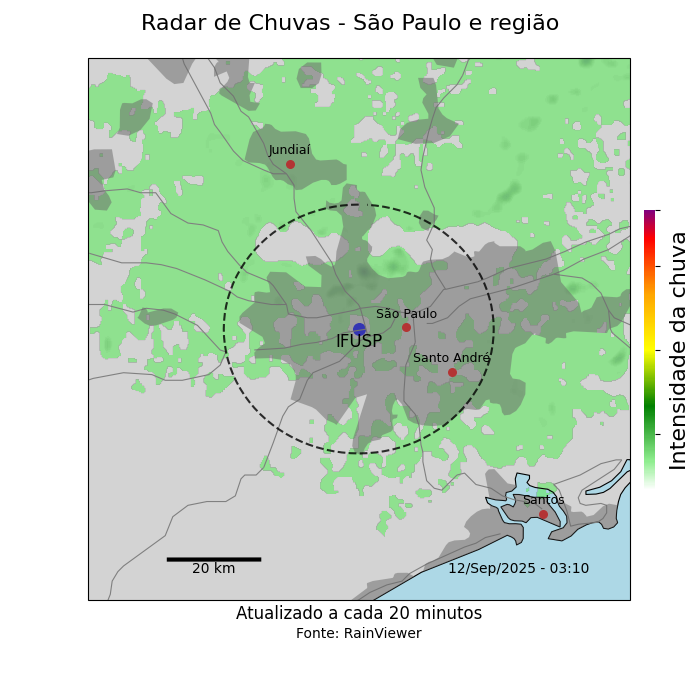 Radar de Chuvas - São Paulo e região
Jundiaí
São Paulo
IFUSP
Santo André
Santos
20 km
12/Sep/2025 - 03:10
Intensidade da chuva
Atualizado a cada 20 minutos
Fonte: RainViewer